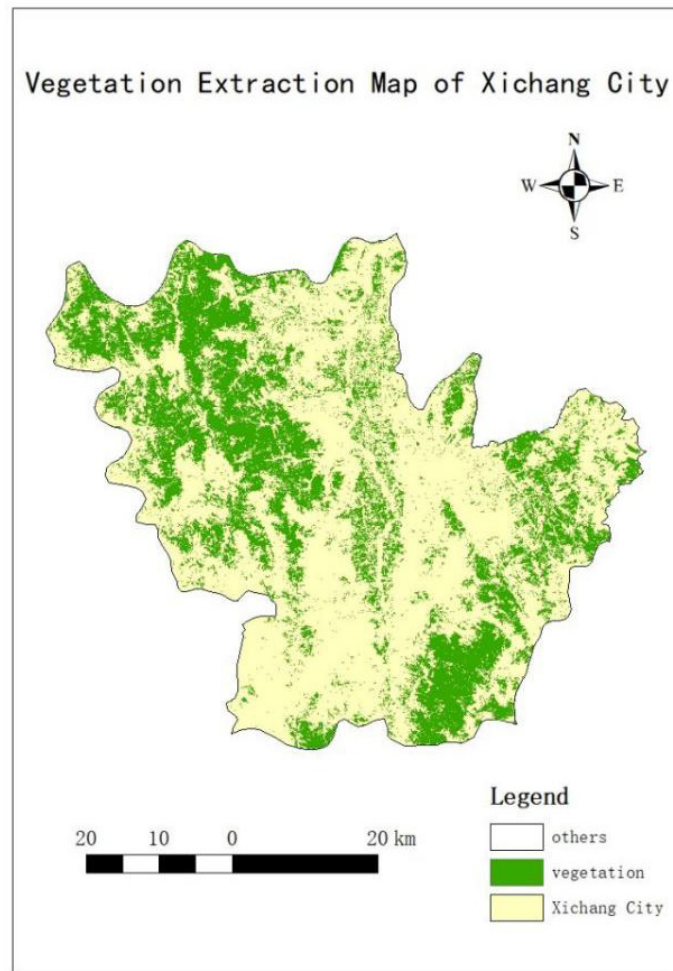 Vegetation Extraction Map of Xichang City
N
W E
S
Legend
others
vegetation
Xichang City
20 10 0 20 km